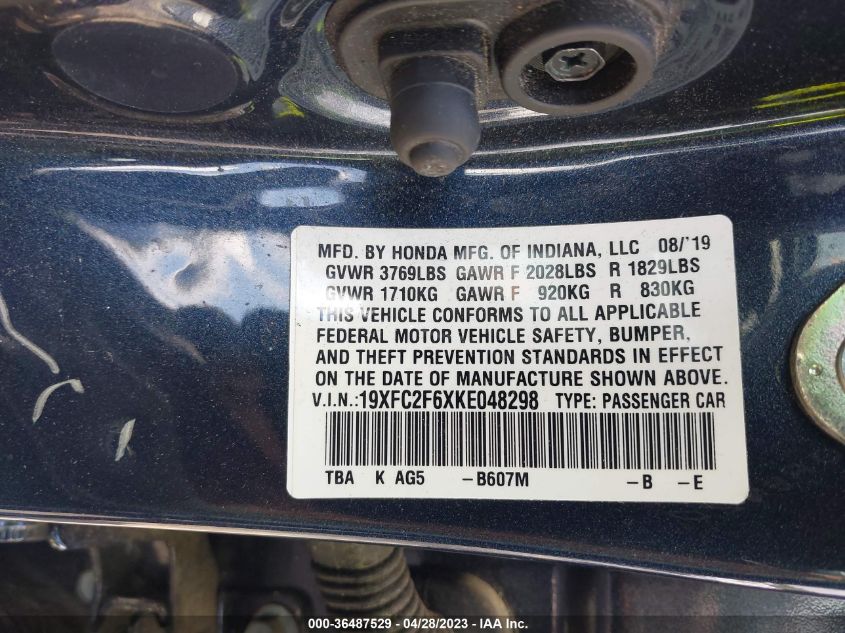 MFD. BY HONDA MFG. OF INDIANA, LLC 08/'19
GVWR 3769LBS GAWR F 2028LBS R 1829LBS
GVWR 1710KG GAWR F 920KG R 830KG
THIS VEHICLE CONFORMS TO ALL APPLICABLE
FEDERAL MOTOR VEHICLE SAFETY, BUMPER,
AND THEFT PREVENTION STANDARDS IN EFFECT
ON THE DATE OF MANUFACTURE SHOWN ABOVE.
V.I.N.:19XFC2F6XKE048298 TYPE: PASSENGER CAR
TBA K AG5 -B607M -B -E
000-36487529 - 04/28/2023 - IAA Inc.